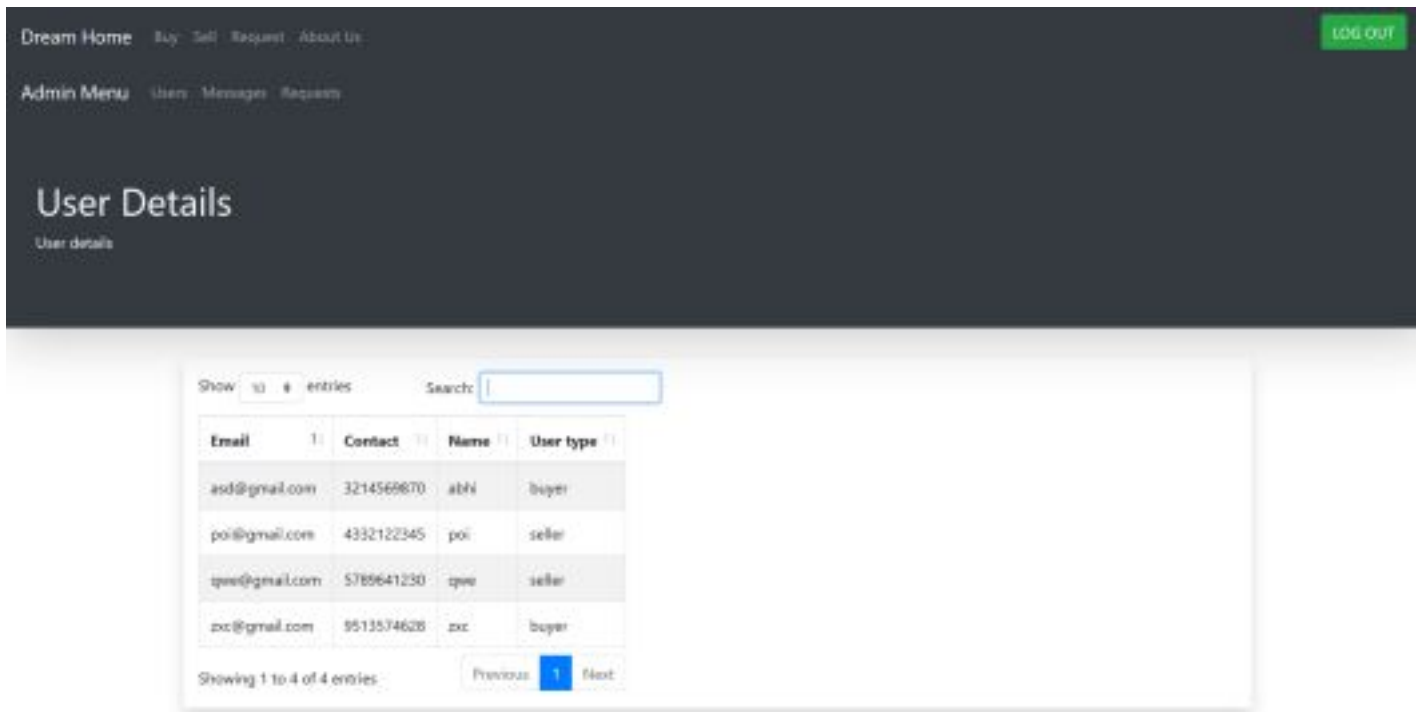 Dream Home Buy Sell Request About Us LOG OUT
Admin Menu Users Messages Requests
User Details
User details
Show 10 entries Search:
Email Contact Name User type
asd@gmail.com 3214569870 abhi buyer
poi@gmail.com 4332122345 poi seller
qwe@gmail.com 5789641230 qwe seller
zxc@gmail.com 9513574628 zxc buyer
Showing 1 to 4 of 4 entries Previous 1 Next